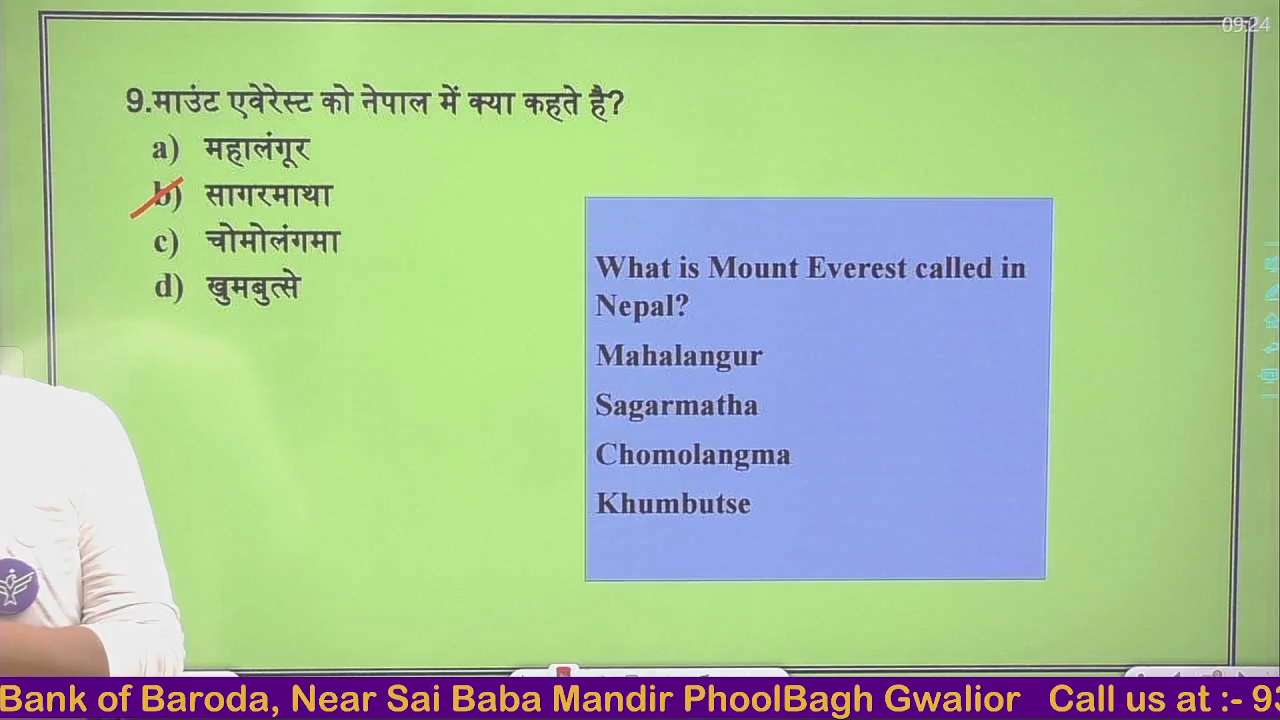 09:24
9.माउंट एवेरेस्ट को नेपाल में क्या कहते है?
a) महालंगूर
b) सागरमाथा
c) चोमोलंगमा
d) खुमबुत्से
What is Mount Everest called in
Nepal?
Mahalangur
Sagarmatha
Chomolangma
Khumbutse
Bank of Baroda, Near Sai Baba Mandir PhoolBagh Gwalior Call us at :- 93